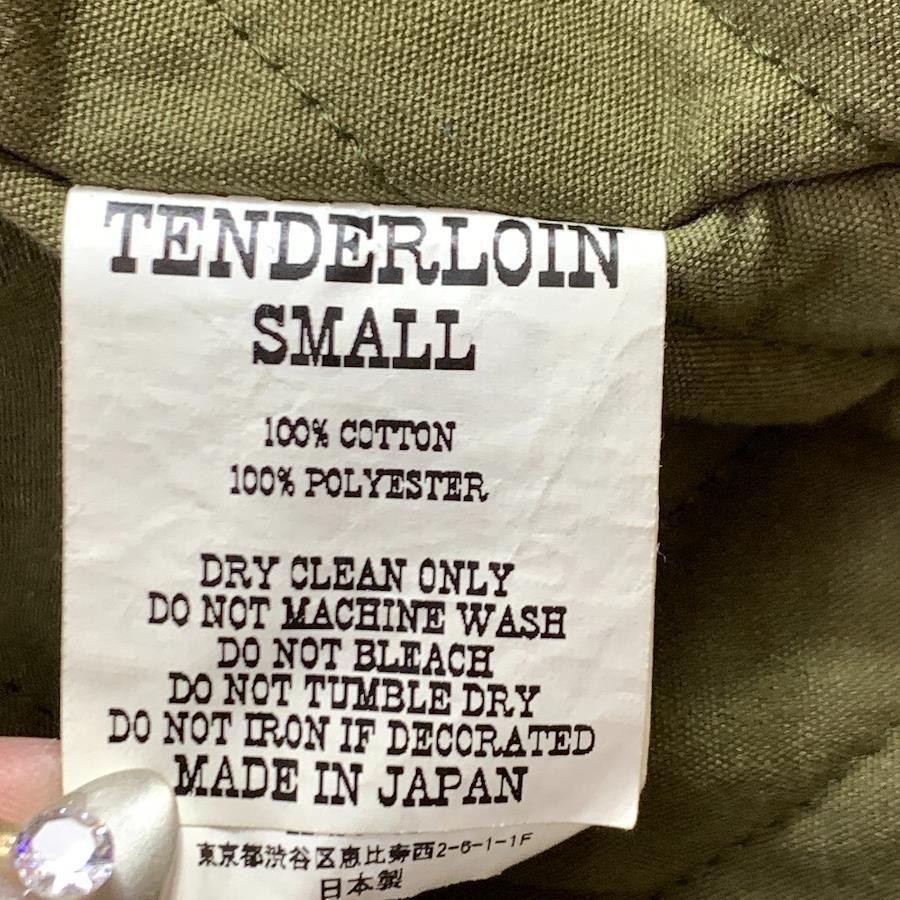 TENDERLOIN
SMALL
100% COTTON
100% POLYESTER
DRY CLEAN ONLY
DO NOT MACHINE WASH
DO NOT BLEACH
DO NOT TUMBLE DRY
DO NOT IRON IF DECORATED
MADE IN JAPAN
東京都渋谷区恵比寿西2-6-1-1F
日本製